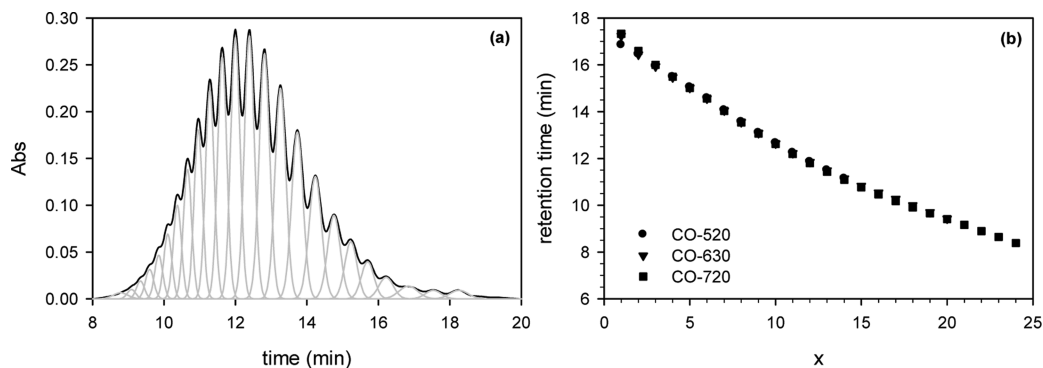 (a)
Abs
0.30
0.25
0.20
0.15
0.10
0.05
0.00
8 10 12 14 16 18 20
time (min)
(b)
retention time (min)
18
16
14
12
10
8
6
CO-520
CO-630
CO-720
0 5 10 15 20 25
x